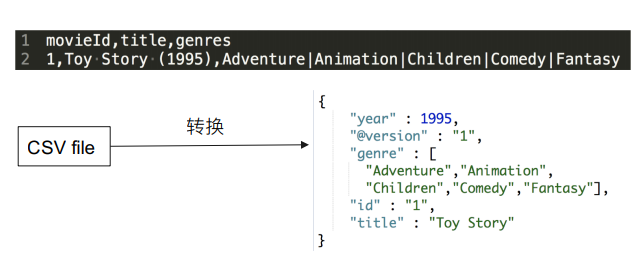 1 movieId,title,genres
2 1,Toy Story (1995),Adventure|Animation|Children|Comedy|Fantasy
CSV file
转换
{
"year" : 1995,
"@version" : "1",
"genre" : [
"Adventure","Animation",
"Children","Comedy","Fantasy"],
"id" : "1",
"title" : "Toy Story"
}